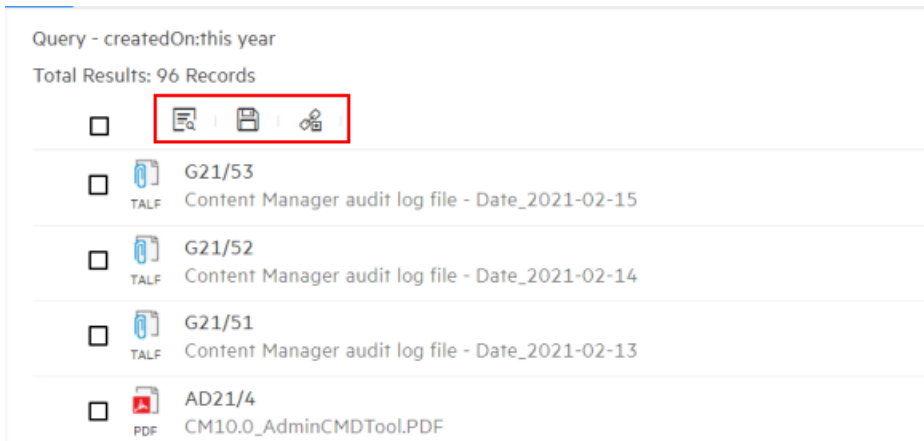 Query - createdOn:this year
Total Results: 96 Records
G21/53
TALF Content Manager audit log file - Date_2021-02-15
G21/52
TALF Content Manager audit log file - Date_2021-02-14
G21/51
TALF Content Manager audit log file - Date_2021-02-13
AD21/4
PDF CM10.0_AdminCMDTool.PDF